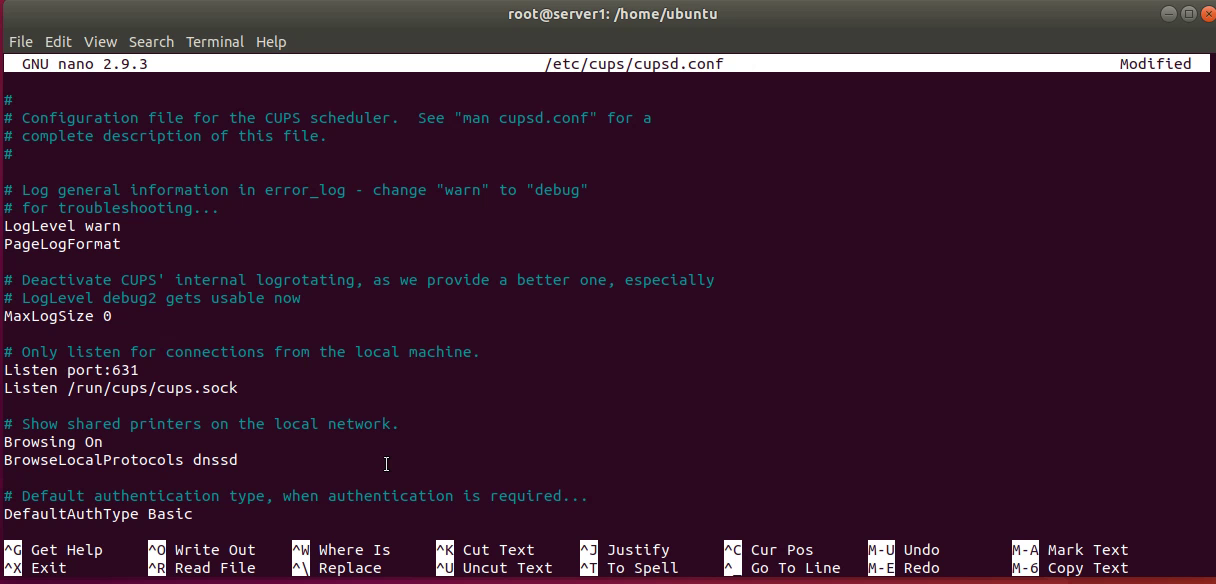 root@server1: /home/ubuntu
File Edit View Search Terminal Help
GNU nano 2.9.3 /etc/cups/cupsd.conf Modified
#
# Configuration file for the CUPS scheduler.  See "man cupsd.conf" for a
# complete description of this file.
#
# Log general information in error_log - change "warn" to "debug"
# for troubleshooting...
LogLevel warn
PageLogFormat
# Deactivate CUPS' internal logrotating, as we provide a better one, especially
# LogLevel debug2 gets usable now
MaxLogSize 0
# Only listen for connections from the local machine.
Listen port:631
Listen /run/cups/cups.sock
# Show shared printers on the local network.
Browsing On
BrowseLocalProtocols dnssd
# Default authentication type, when authentication is required...
DefaultAuthType Basic
^G Get Help ^O Write Out ^W Where Is ^K Cut Text ^J Justify ^C Cur Pos M-U Undo M-A Mark Text
^X Exit ^R Read File ^\ Replace ^U Uncut Text ^T To Spell ^_ Go To Line M-E Redo M-6 Copy Text